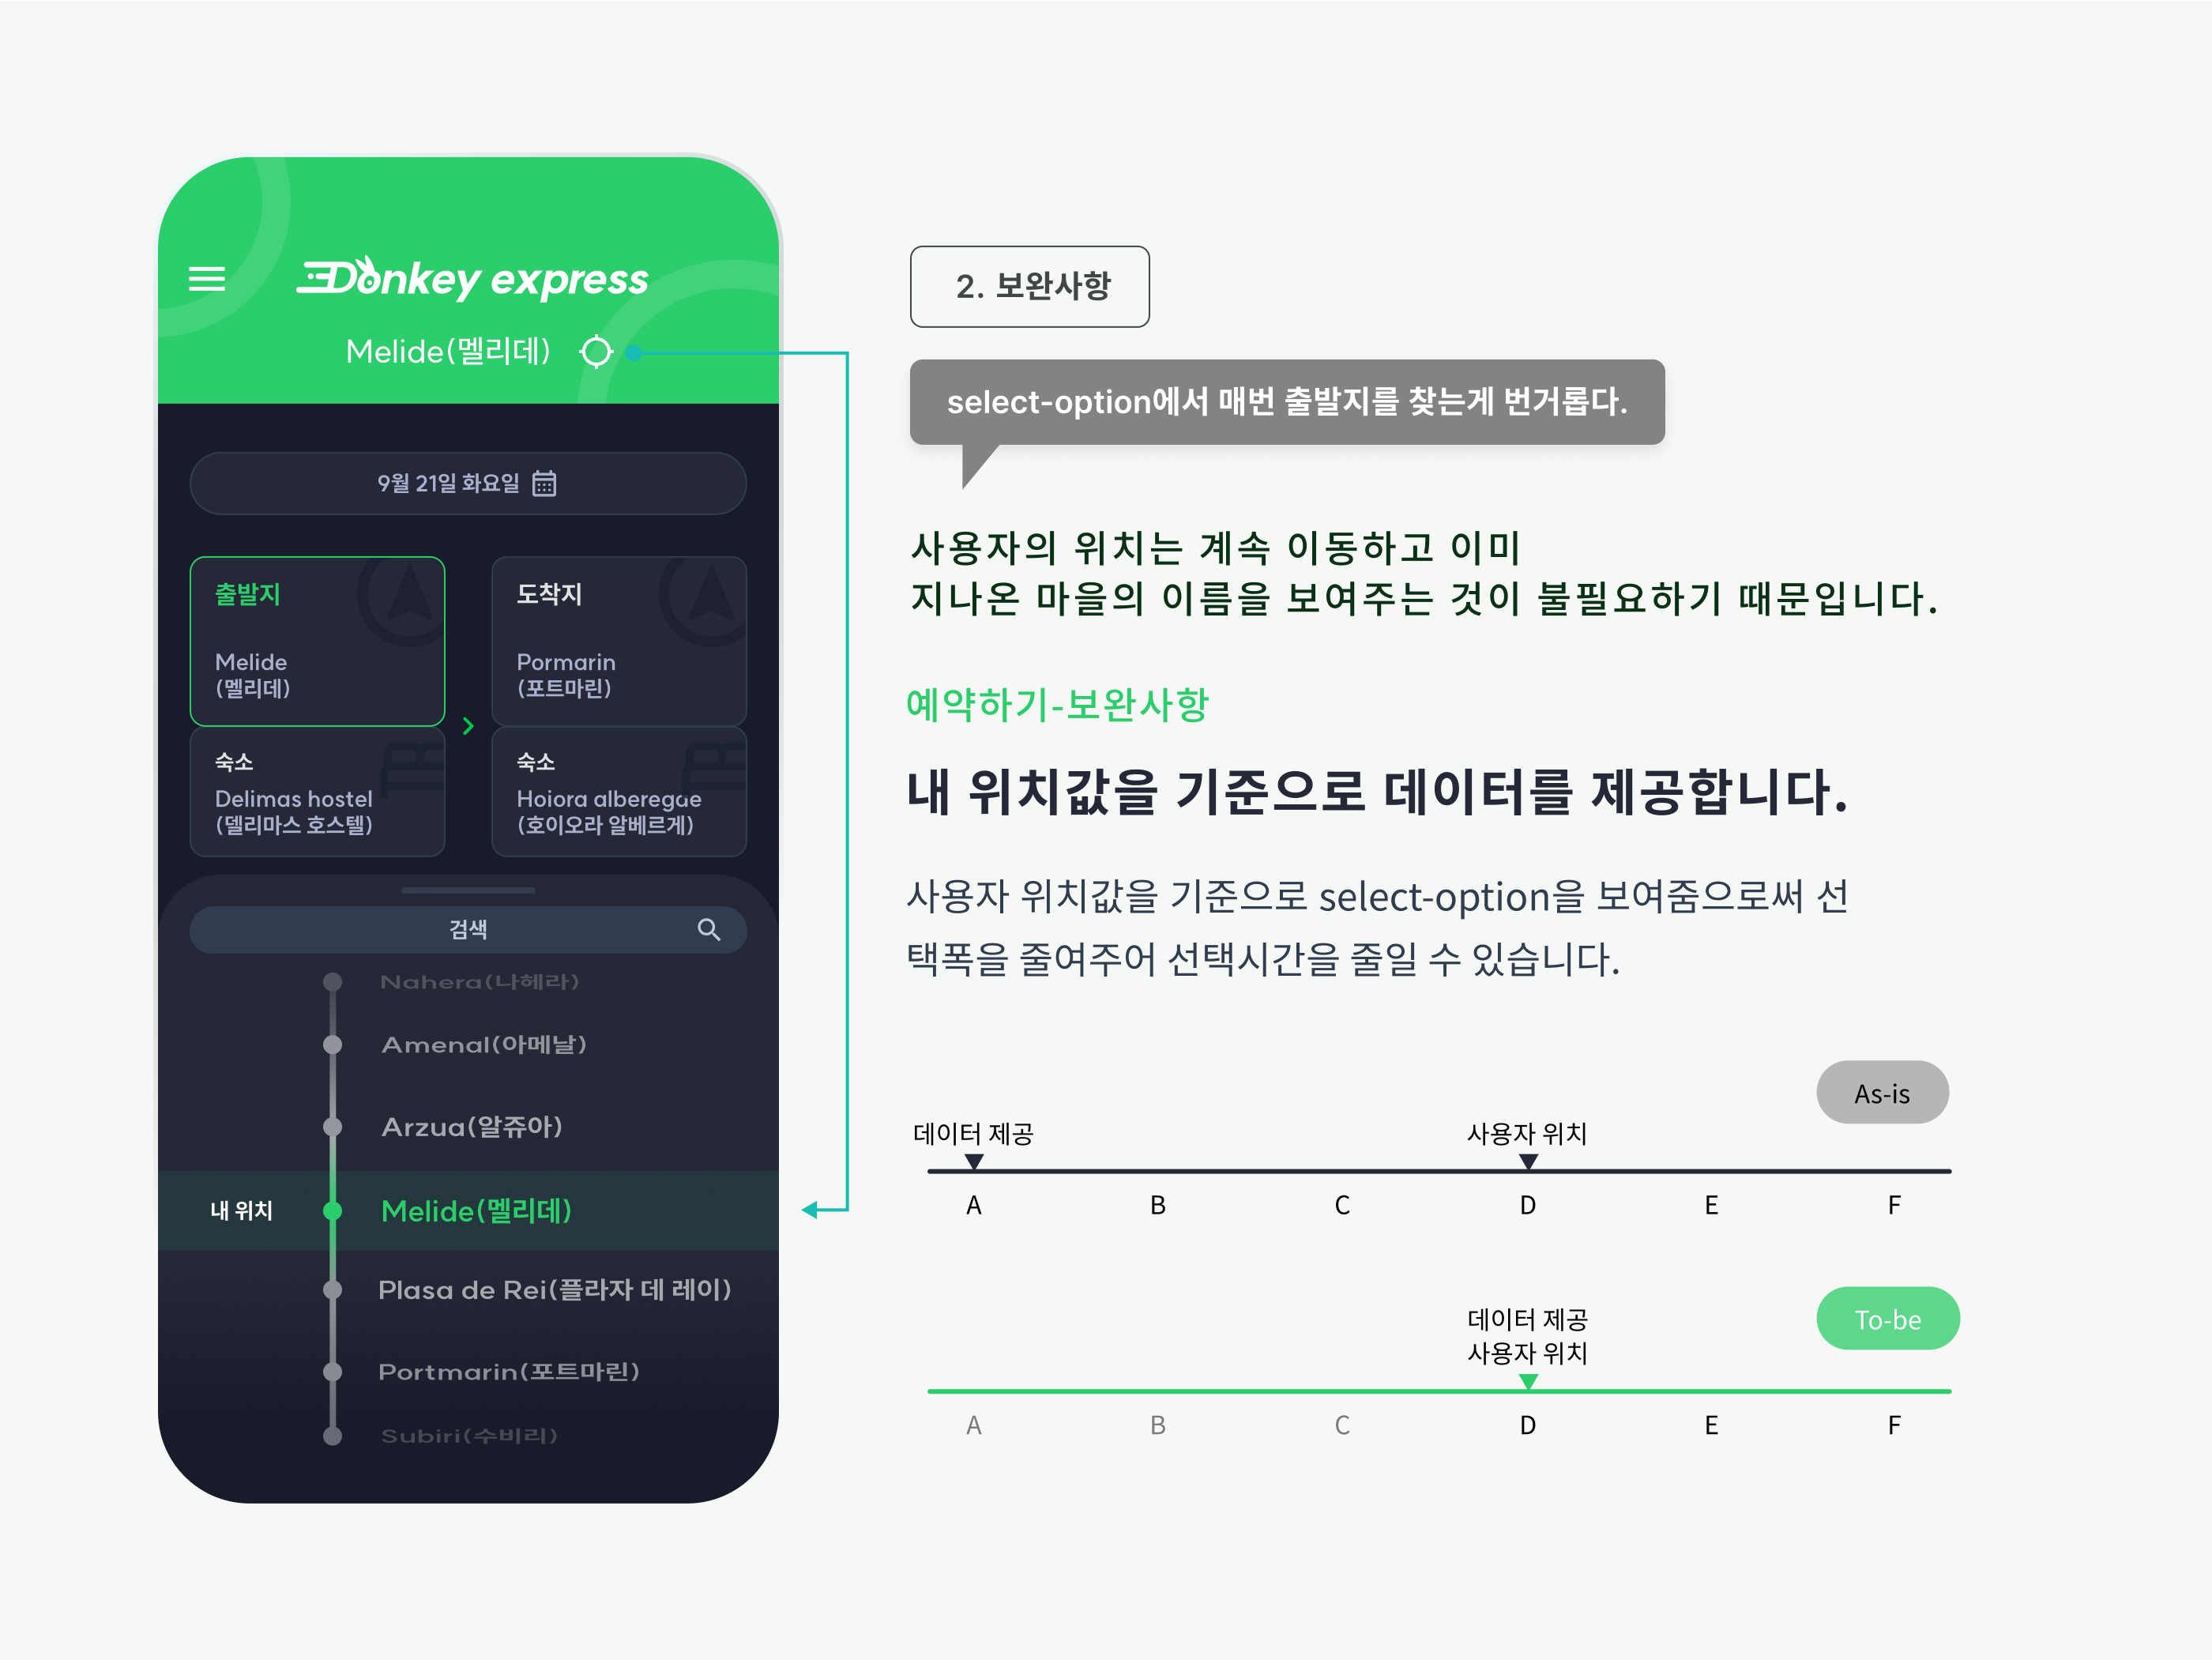 Donkey express
Melide(멜리데)
9월 21일 화요일
출발지
Melide
(멜리데)
도착지
Pormarin
(포트마린)
숙소
Delimas hostel
(델리마스 호스텔)
숙소
Hoiora alberegue
(호이오라 알베르게)
검색
Nahera(나헤라)
Amenal(아메날)
Arzua(알쥬아)
내 위치
Melide(멜리데)
Plasa de Rei(플라자 데 레이)
Portmarin(포트마린)
Subiri(수비리)
2. 보완사항
select-option에서 매번 출발지를 찾는게 번거롭다.
사용자의 위치는 계속 이동하고 이미
지나온 마을의 이름을 보여주는 것이 불필요하기 때문입니다.
예약하기-보완사항
내 위치값을 기준으로 데이터를 제공합니다.
사용자 위치값을 기준으로 select-option을 보여줌으로써 선
택폭을 줄여주어 선택시간을 줄일 수 있습니다.
As-is
데이터 제공
사용자 위치
A B C D E F
To-be
데이터 제공
사용자 위치
A B C D E F